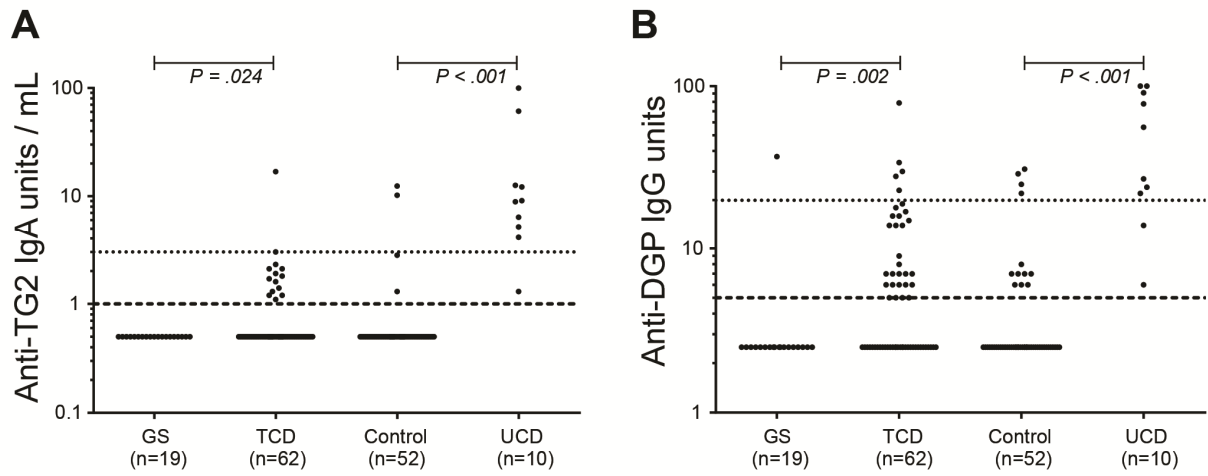 A
P = .024
P < .001
Anti-TG2 IgA units / mL
100
10
1
0.1
GS
(n=19)
TCD
(n=62)
Control
(n=52)
UCD
(n=10)
B
P = .002
P < .001
Anti-DGP IgG units
100
10
1
GS
(n=19)
TCD
(n=62)
Control
(n=52)
UCD
(n=10)